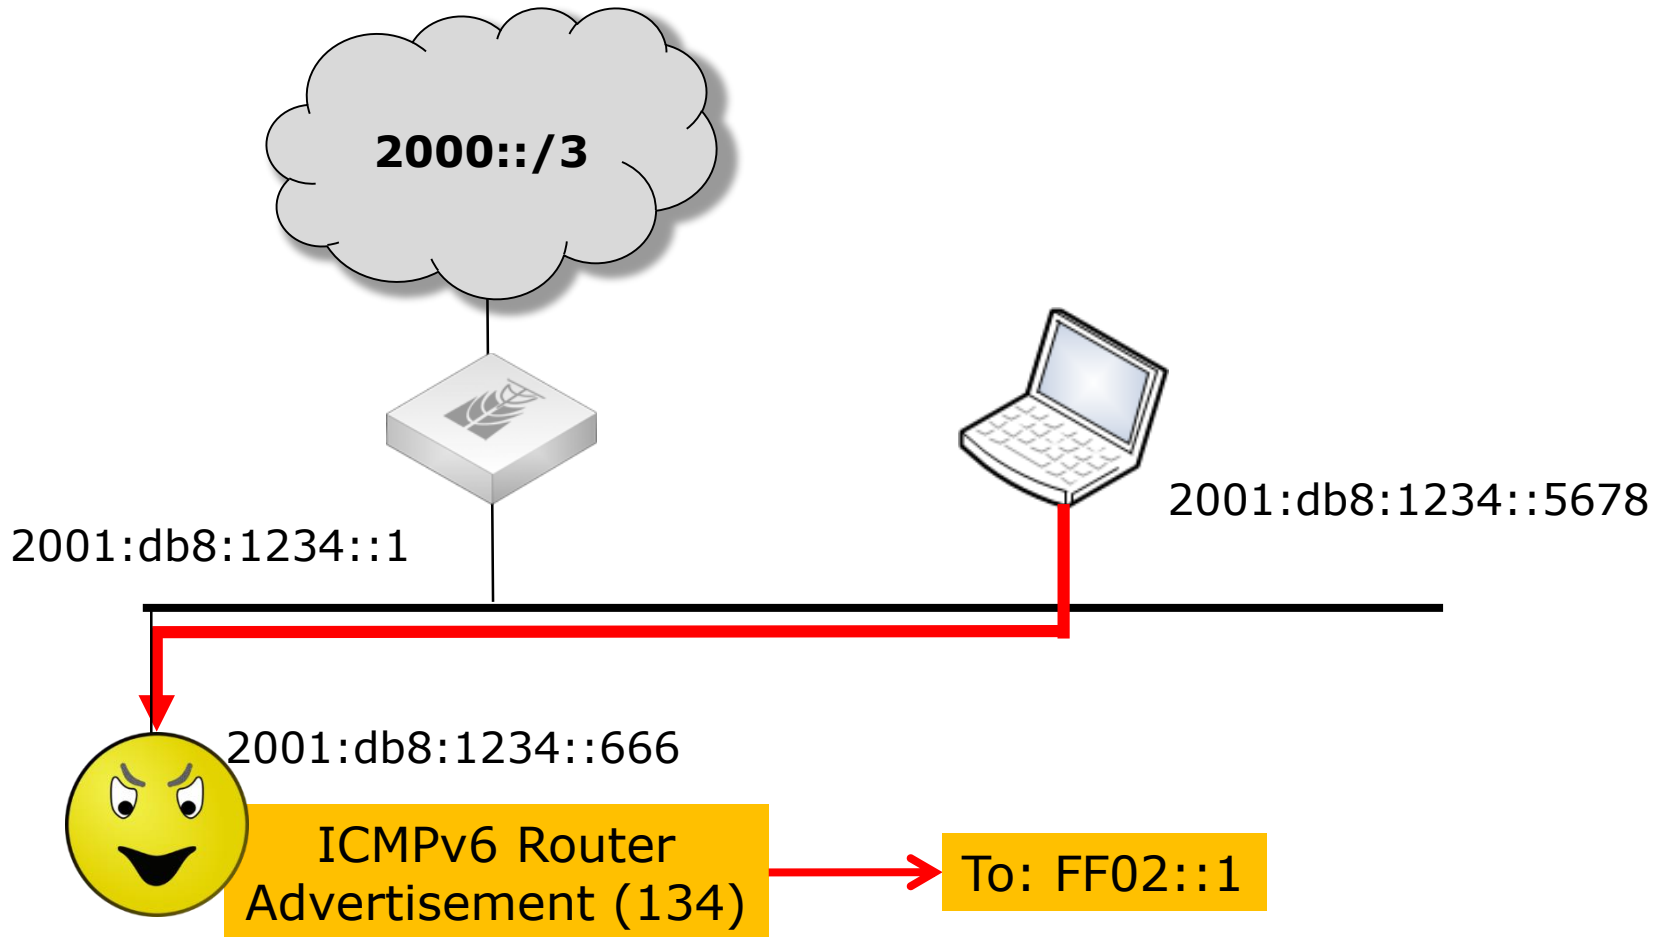 2000::/3
2001:db8:1234::5678
2001:db8:1234::1
2001:db8:1234::666
ICMPv6 Router
Advertisement (134)
To: FF02::1